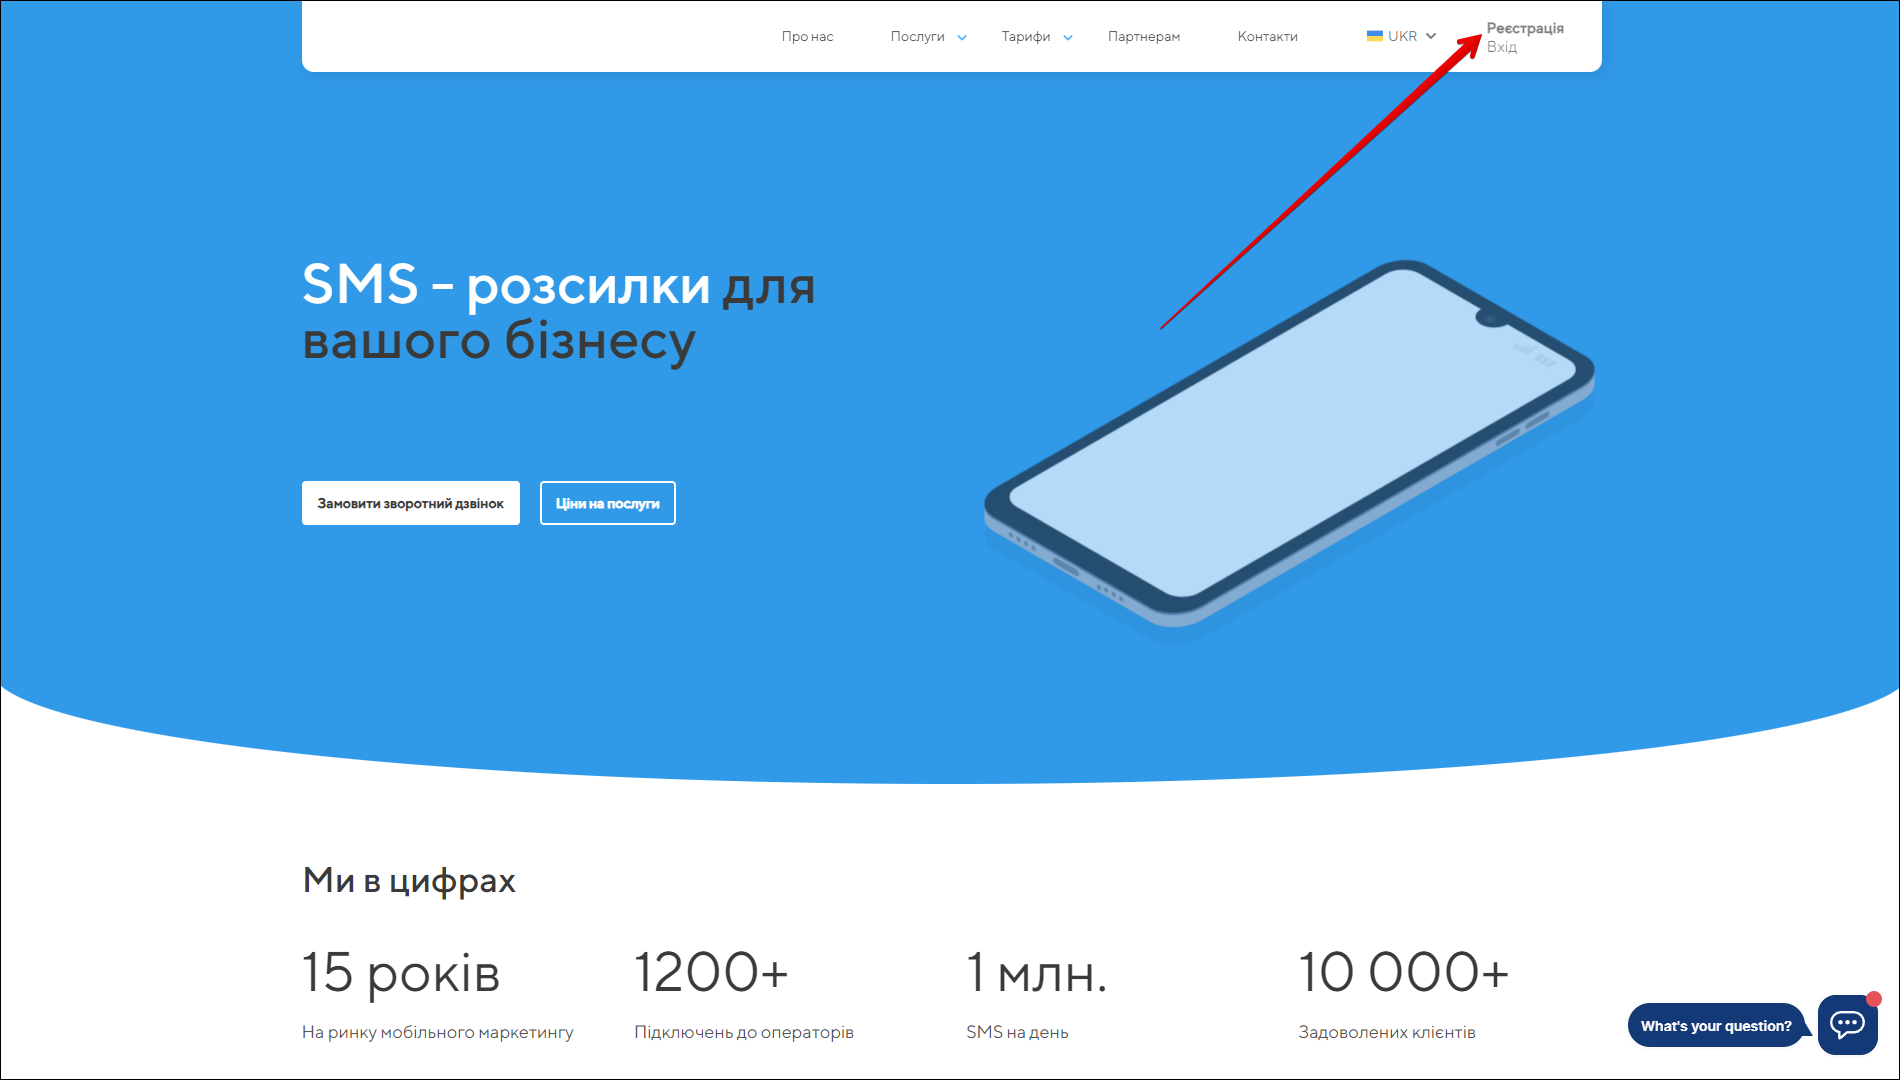 Про нас
Послуги
Тарифи
Партнерам
Контакти
UKR
Реєстрація
Вхід
SMS - розсилки для
вашого бізнесу
Замовити зворотний дзвінок
Ціни на послуги
Ми в цифрах
15 років
На ринку мобільного маркетингу
1200+
Підключень до операторів
1 млн.
SMS на день
10 000+
Задоволених клієнтів
What's your question?